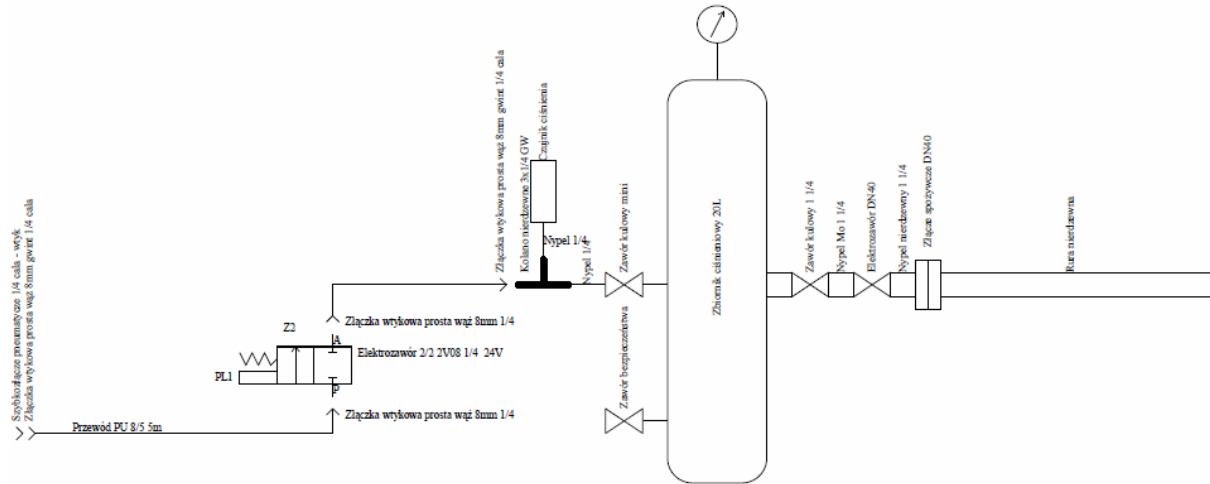 Szybkozłącze pneumatyczne 1/4 cala - wtyk
Złączka wtykowa prosta wąż 8mm gwint 1/4 cala
Przewód PU 8/5 5m
PL1
Z2
A
P
Elektrozawór 2/2 2V08 1/4 24V
Złączka wtykowa prosta wąż 8mm 1/4
Złączka wtykowa prosta wąż 8mm 1/4
Złączka wtykowa prosta wąż 8mm gwint 1/4 cala
Kolano nierdzewne 3x1/4 GW
Czujnik ciśnienia
Nypel 1/4
Nypel 1/4
Zawór kulowy mini
Zawór bezpieczeństwa
Zbiornik ciśnieniowy 20L
Zawór kulowy 1 1/4
Nypel Mo 1 1/4
Elektrozawór DN40
Nypel nierdzewny 1 1/4
Złącze spożywcze DN40
Rura nierdzewna